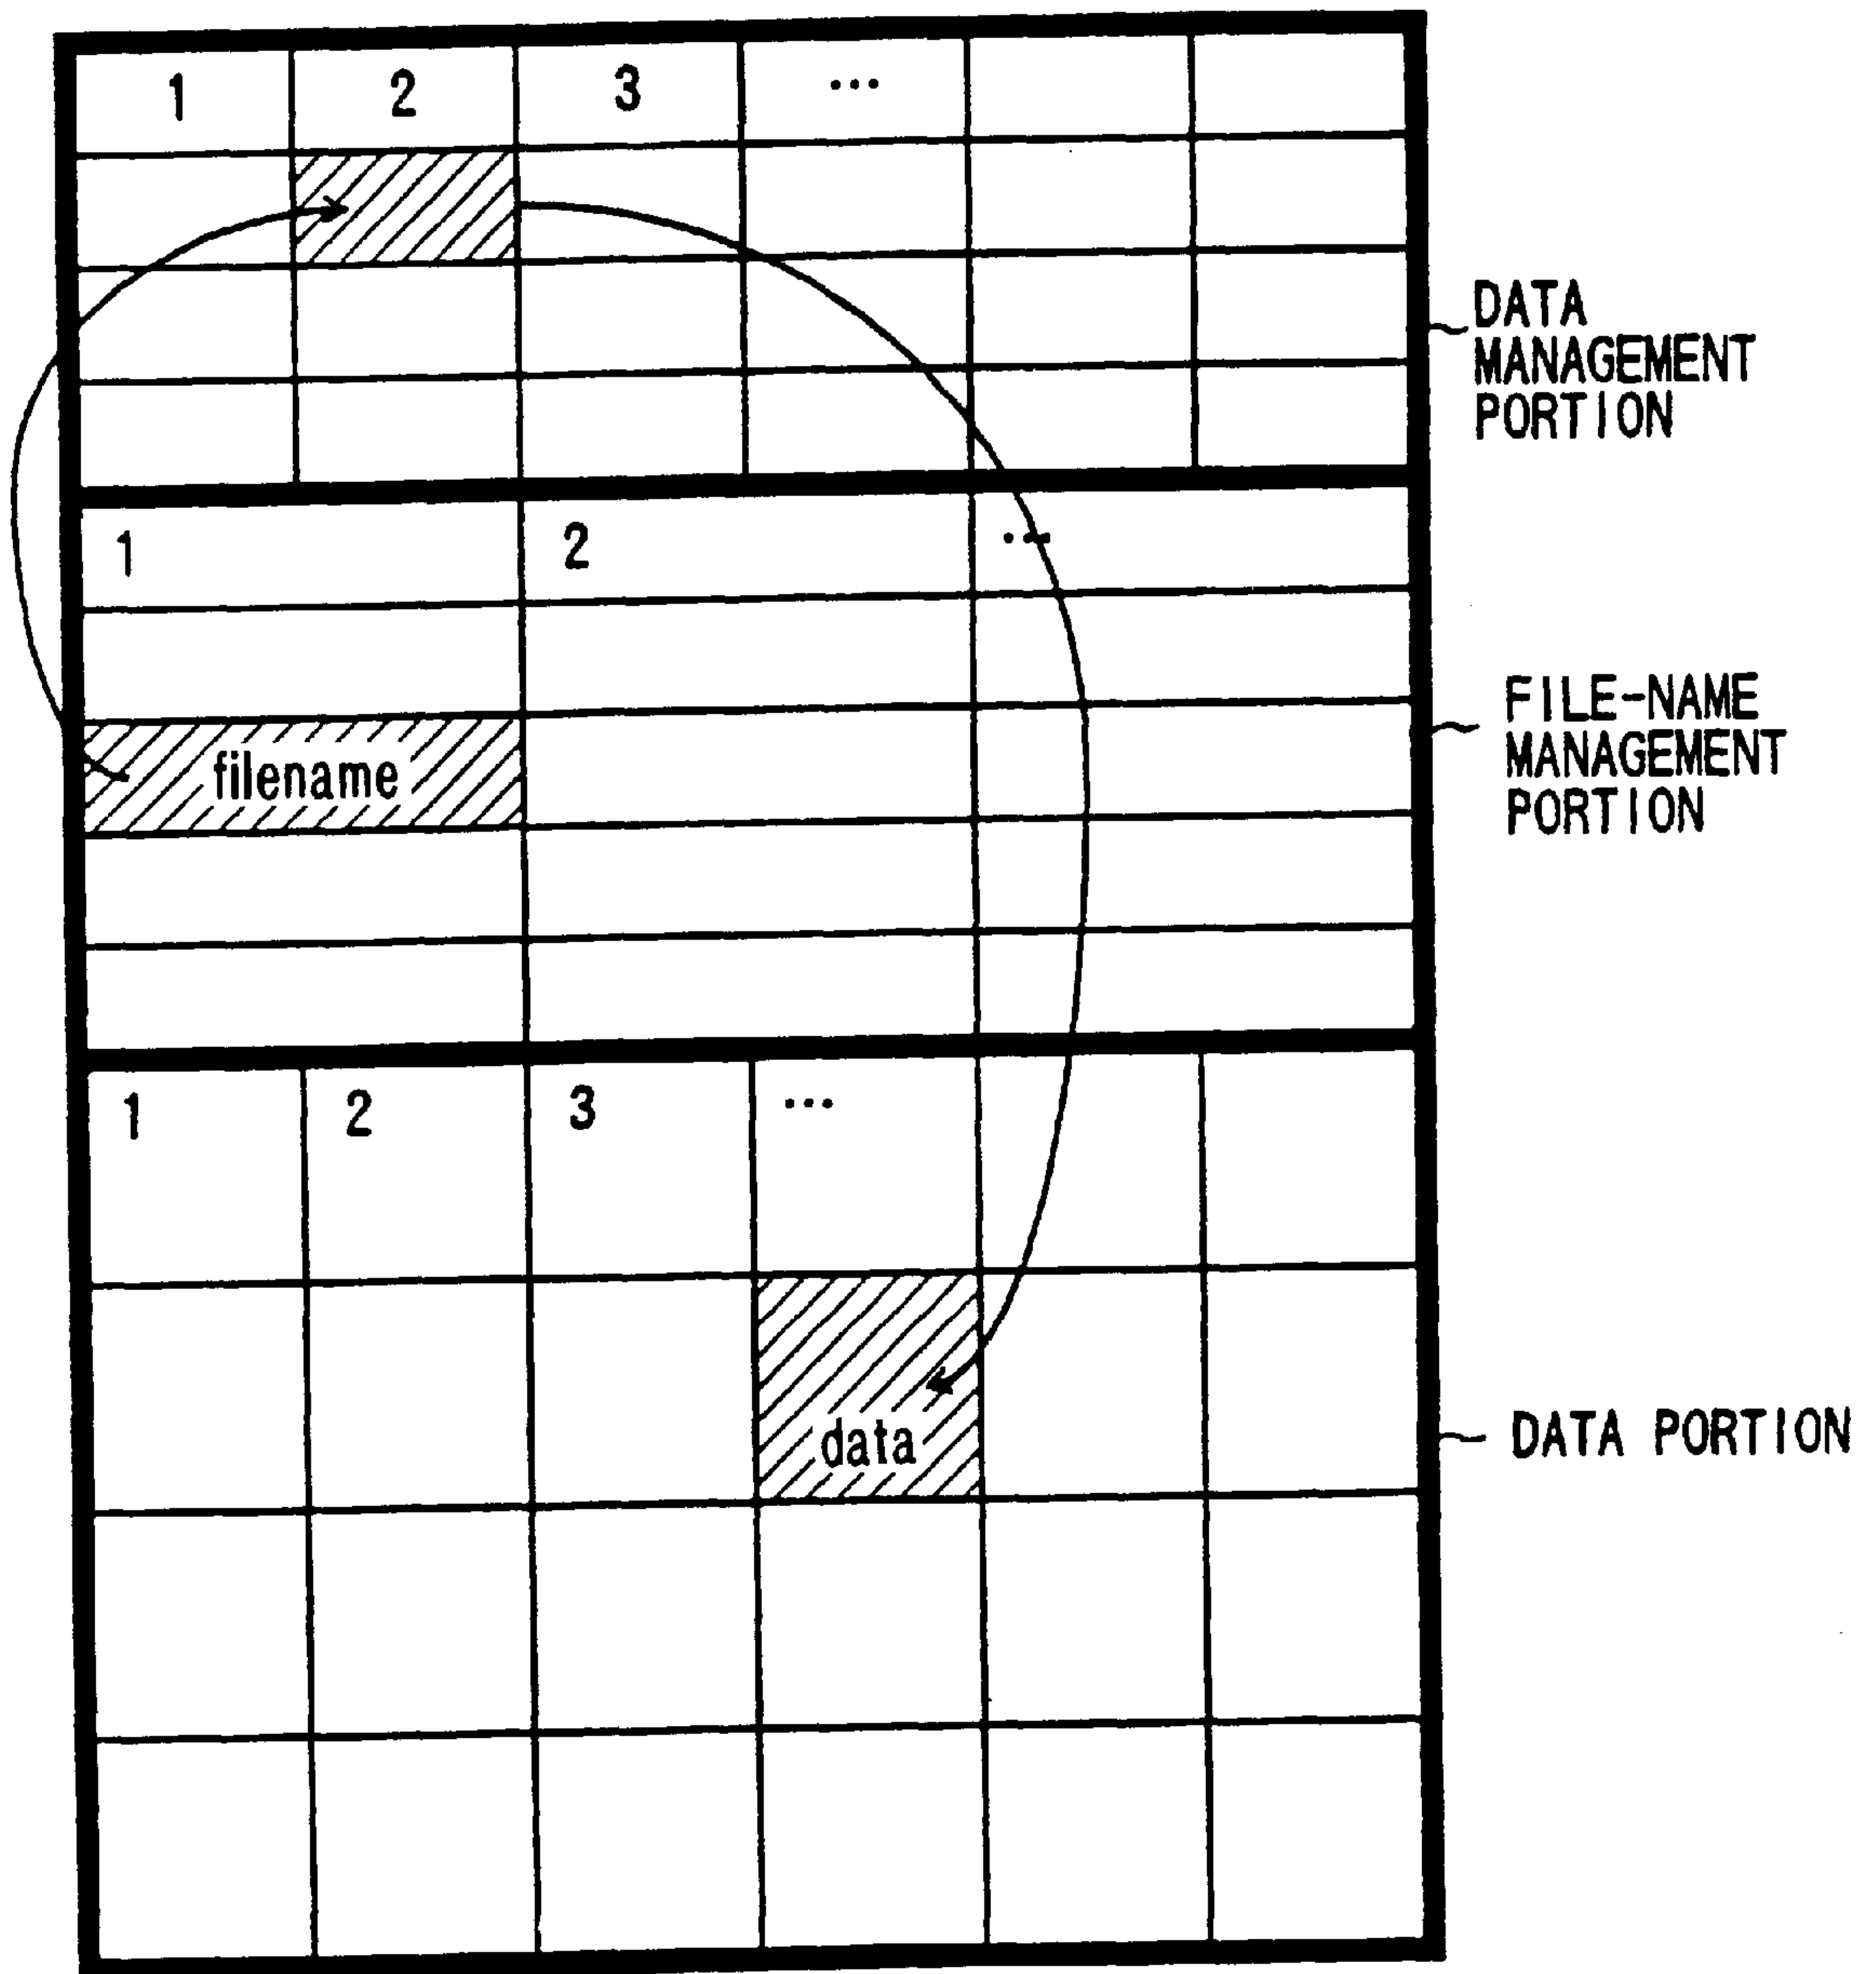 1 2 3 ...
DATA
MANAGEMENT
PORTION
1 2 ...
FILE-NAME
MANAGEMENT
PORTION
filename
1 2 3 ...
data
DATA PORTION